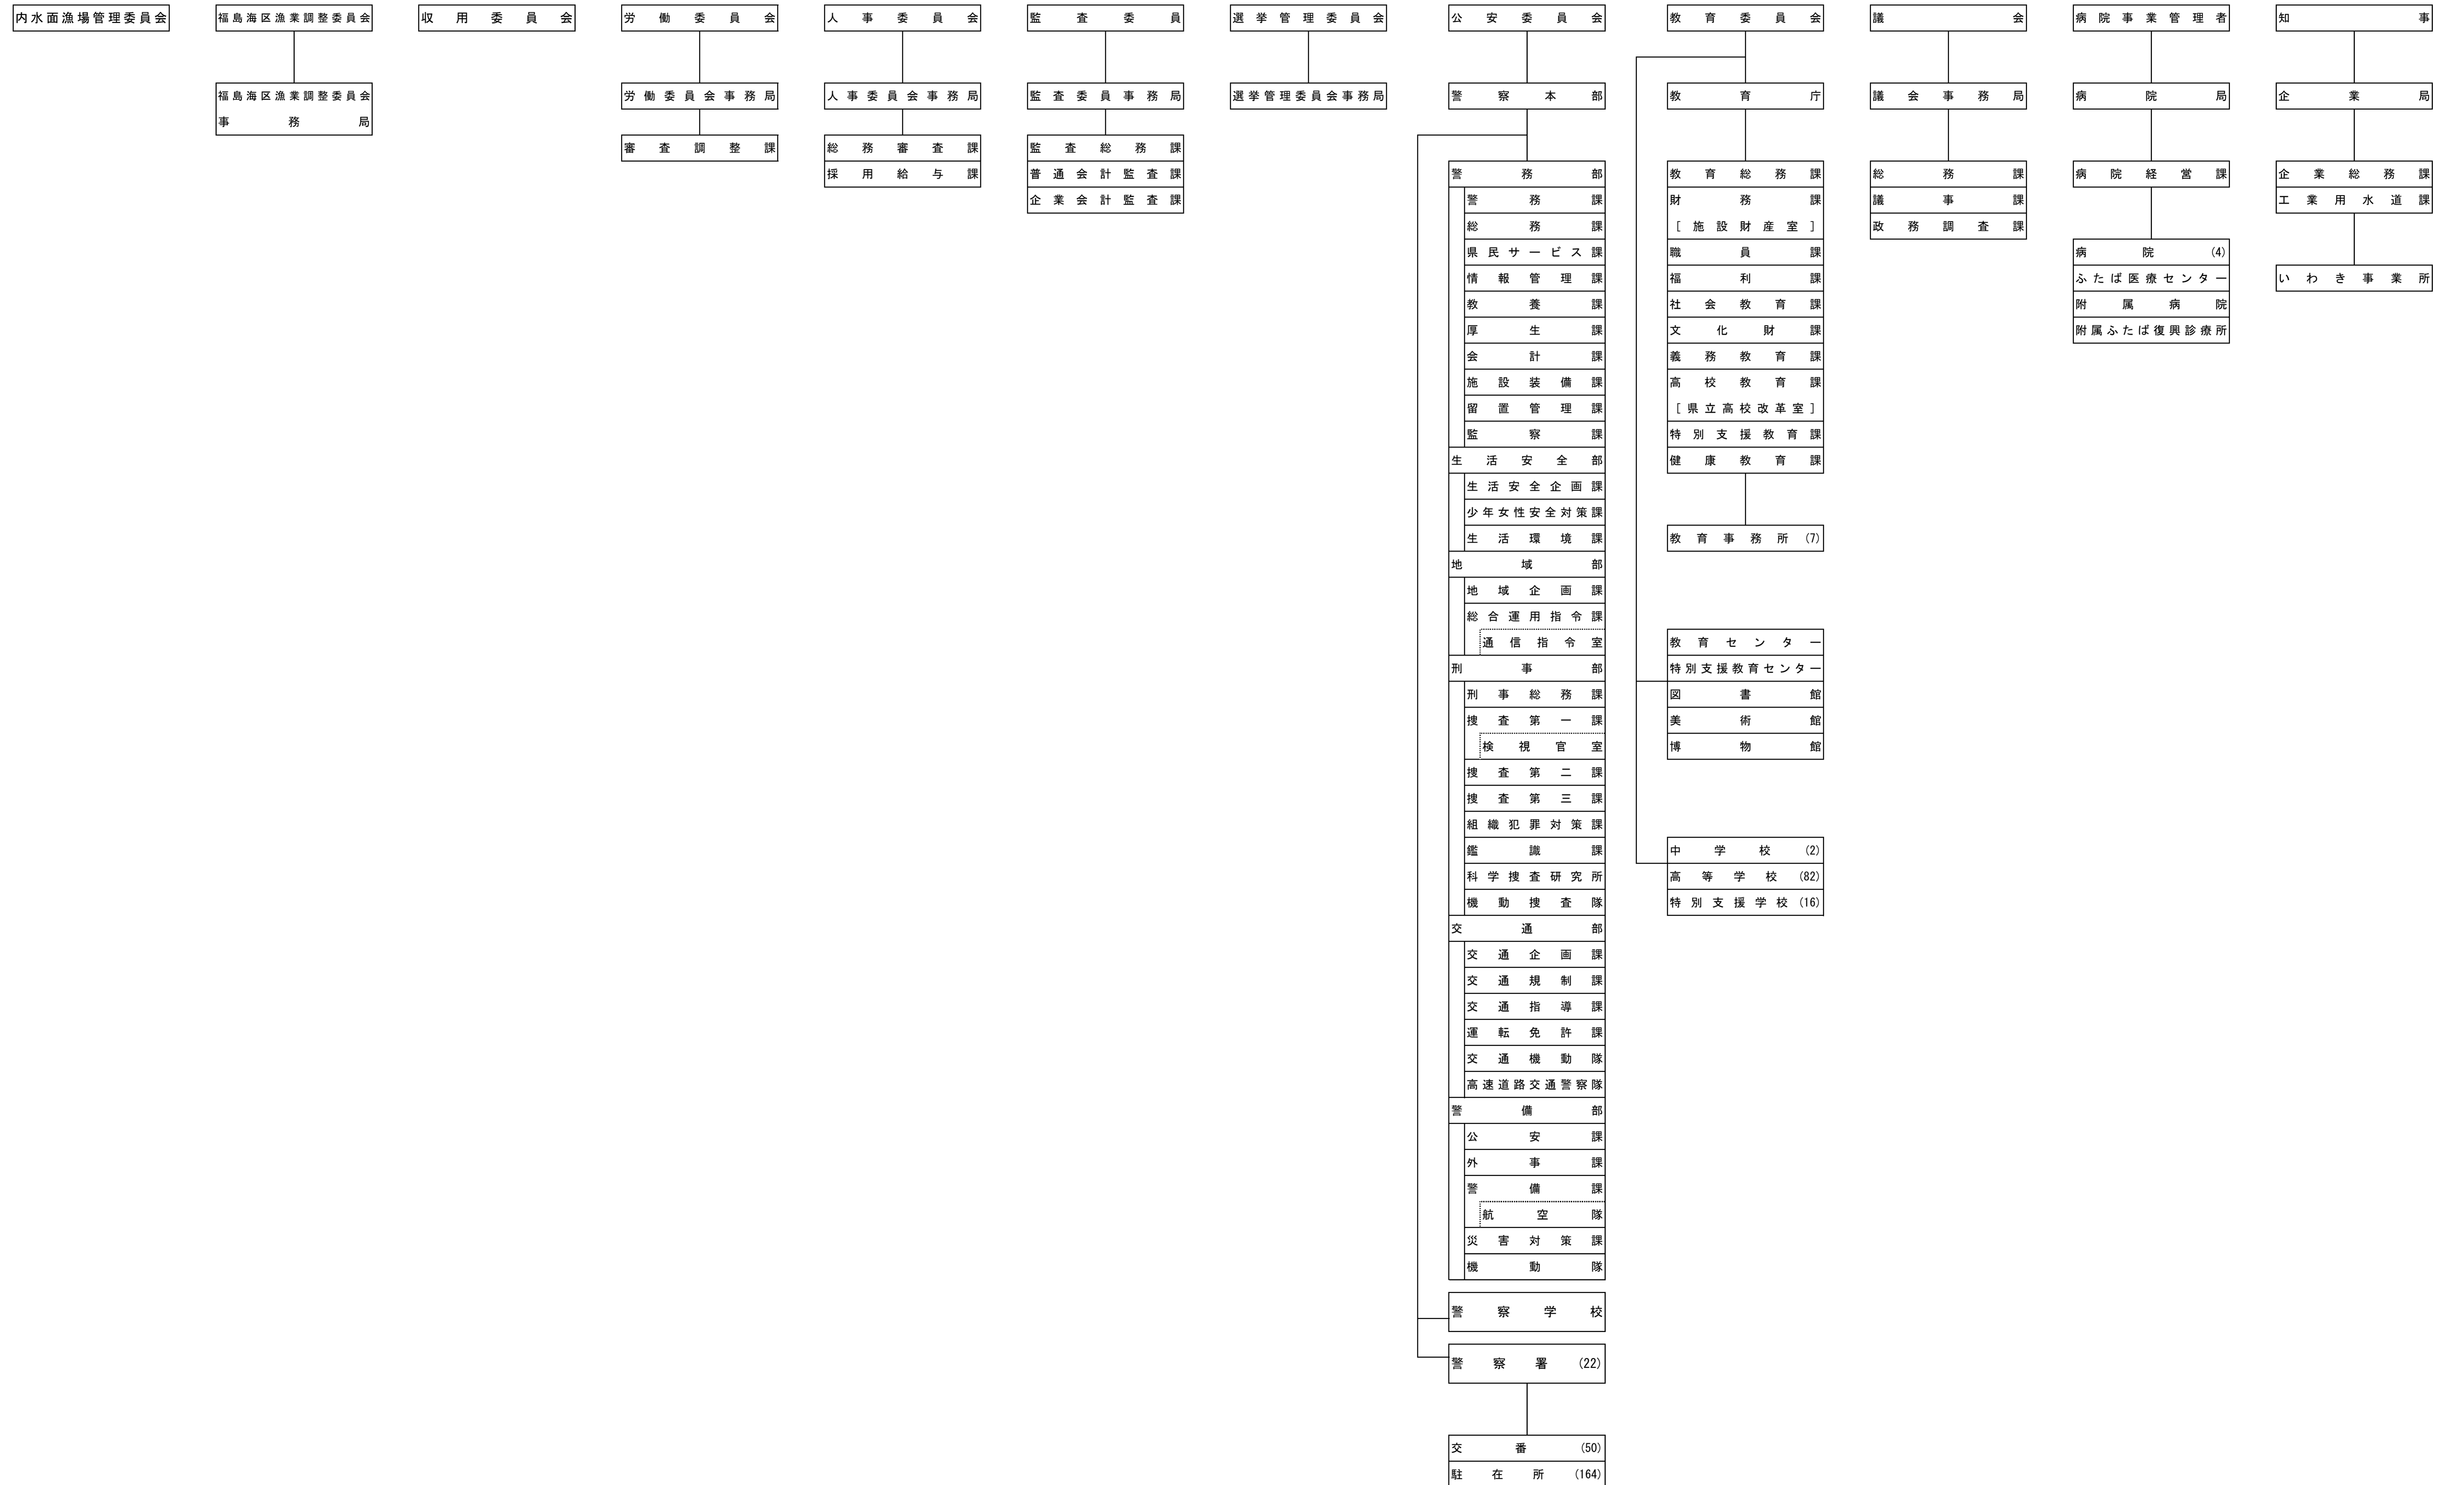 内水面漁場管理委員会
福島海区漁業調整委員会
福島海区漁業調整委員会
事務局
収用委員会
労働委員会
労働委員会事務局
審査調整課
人事委員会
人事委員会事務局
総務審査課
採用給与課
監査委員
監査委員事務局
監査総務課
普通会計監査課
企業会計監査課
選挙管理委員会
選挙管理委員会事務局
公安委員会
警察本部
警務部
警務課
総務課
県民サービス課
情報管理課
教養課
厚生課
会計課
施設装備課
留置管理課
監察課
生活安全部
生活安全企画課
少年女性安全対策課
生活環境課
地域部
地域企画課
総合運用指令課
通信指令室
刑事部
刑事総務課
捜査第一課
検視官室
捜査第二課
捜査第三課
組織犯罪対策課
鑑識課
科学捜査研究所
機動捜査隊
交通部
交通企画課
交通規制課
交通指導課
運転免許課
交通機動隊
高速道路交通警察隊
警備部
公安課
外事課
警備課
航空隊
災害対策課
機動隊
警察学校
警察署(22)
交番(50)
駐在所(164)
教育委員会
教育庁
教育総務課
財務課
[施設財産室]
職員課
福利課
社会教育課
文化財課
義務教育課
高校教育課
[県立高校改革室]
特別支援教育課
健康教育課
教育事務所(7)
教育センター
特別支援教育センター
図書館
美術館
博物館
中学校(2)
高等学校(82)
特別支援学校(16)
議会
議会事務局
総務課
議事課
政務調査課
病院事業管理者
病院局
病院経営課
病院(4)
ふたば医療センター
附属病院
附属ふたば復興診療所
知事
企業局
企業総務課
工業用水道課
いわき事業所